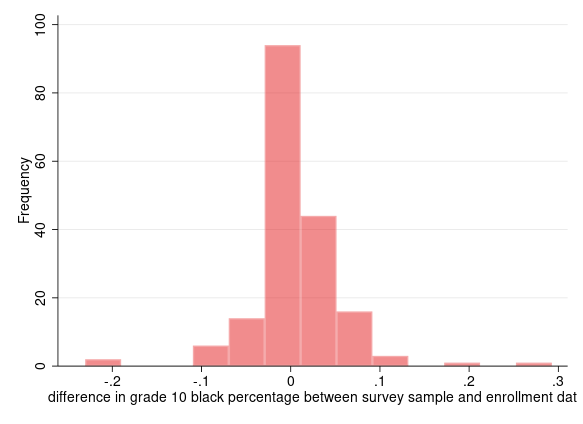 100
80
60
40
20
0
Frequency
-.2 -.1 0 .1 .2 .3
difference in grade 10 black percentage between survey sample and enrollment dat